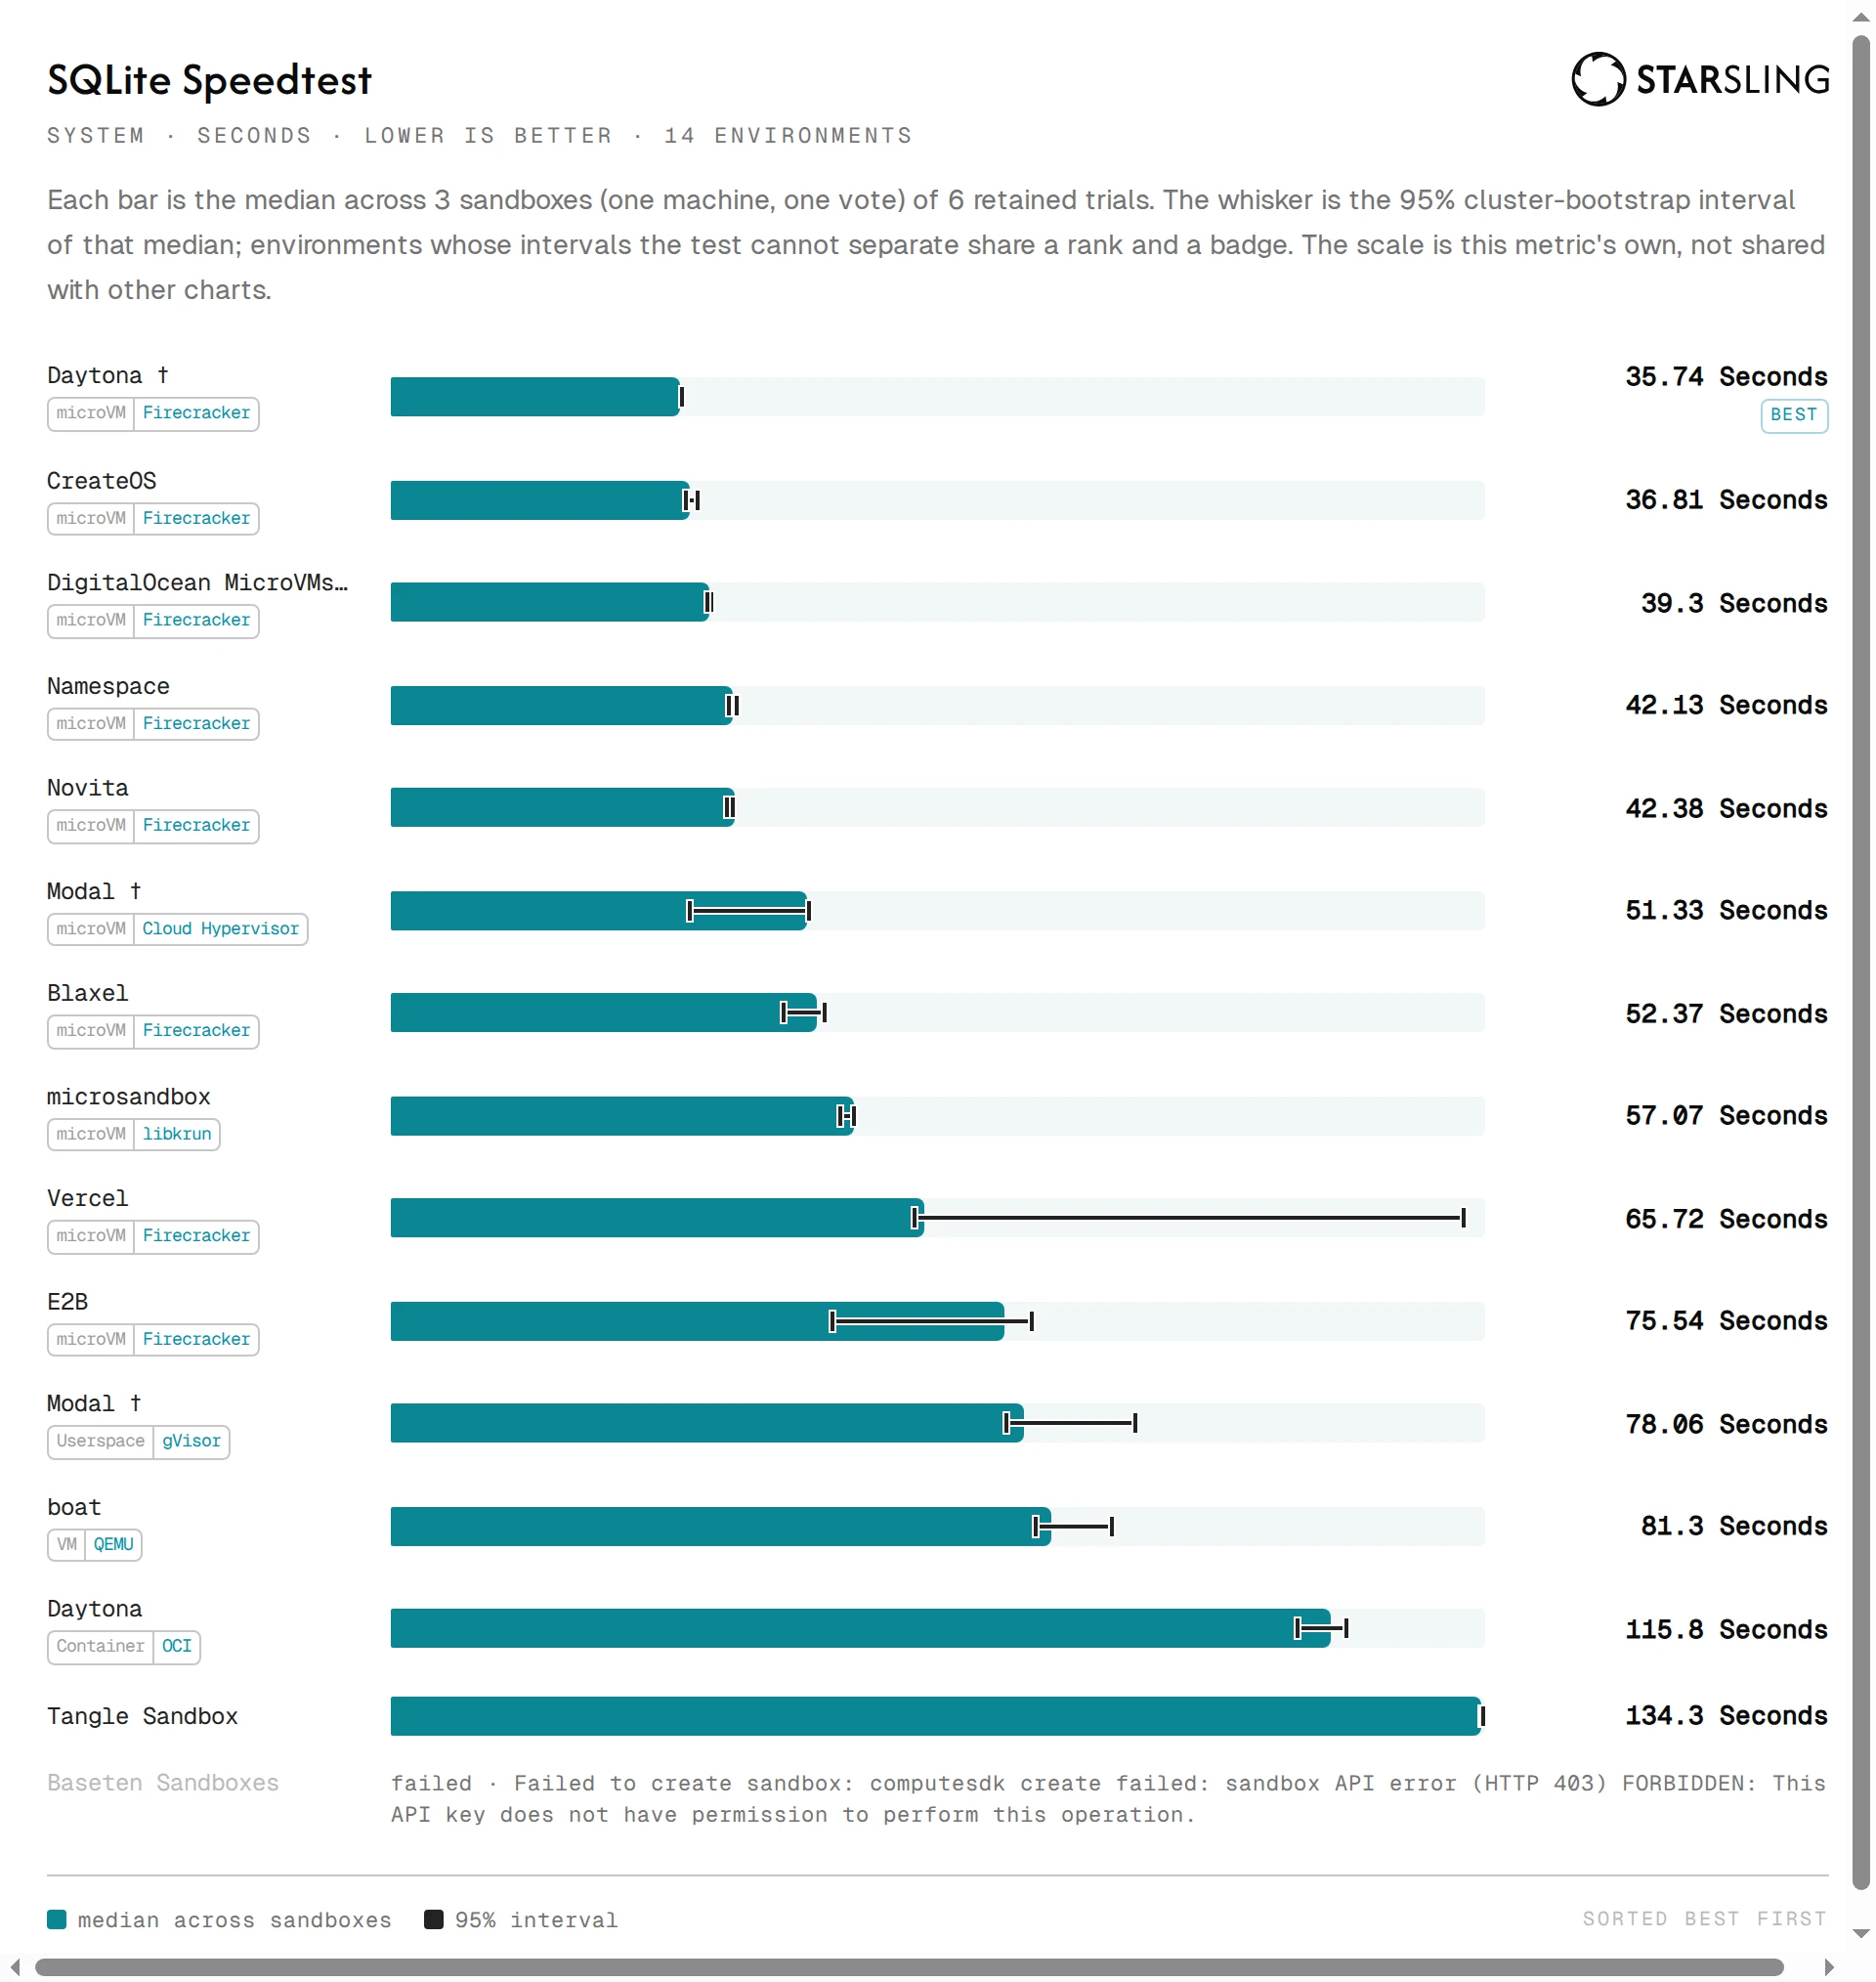 SQLite Speedtest
STARSLING
SYSTEM · SECONDS · LOWER IS BETTER · 14 ENVIRONMENTS
Each bar is the median across 3 sandboxes (one machine, one vote) of 6 retained trials. The whisker is the 95% cluster-bootstrap interval
of that median; environments whose intervals the test cannot separate share a rank and a badge. The scale is this metric's own, not shared
with other charts.
Daytona †
microVM Firecracker
35.74 Seconds
BEST
CreateOS
microVM Firecracker
36.81 Seconds
DigitalOcean MicroVMs…
microVM Firecracker
39.3 Seconds
Namespace
microVM Firecracker
42.13 Seconds
Novita
microVM Firecracker
42.38 Seconds
Modal †
microVM Cloud Hypervisor
51.33 Seconds
Blaxel
microVM Firecracker
52.37 Seconds
microsandbox
microVM libkrun
57.07 Seconds
Vercel
microVM Firecracker
65.72 Seconds
E2B
microVM Firecracker
75.54 Seconds
Modal †
Userspace gVisor
78.06 Seconds
boat
VM QEMU
81.3 Seconds
Daytona
Container OCI
115.8 Seconds
Tangle Sandbox
134.3 Seconds
Baseten Sandboxes
failed · Failed to create sandbox: computesdk create failed: sandbox API error (HTTP 403) FORBIDDEN: This
API key does not have permission to perform this operation.
median across sandboxes
95% interval
SORTED BEST FIRST